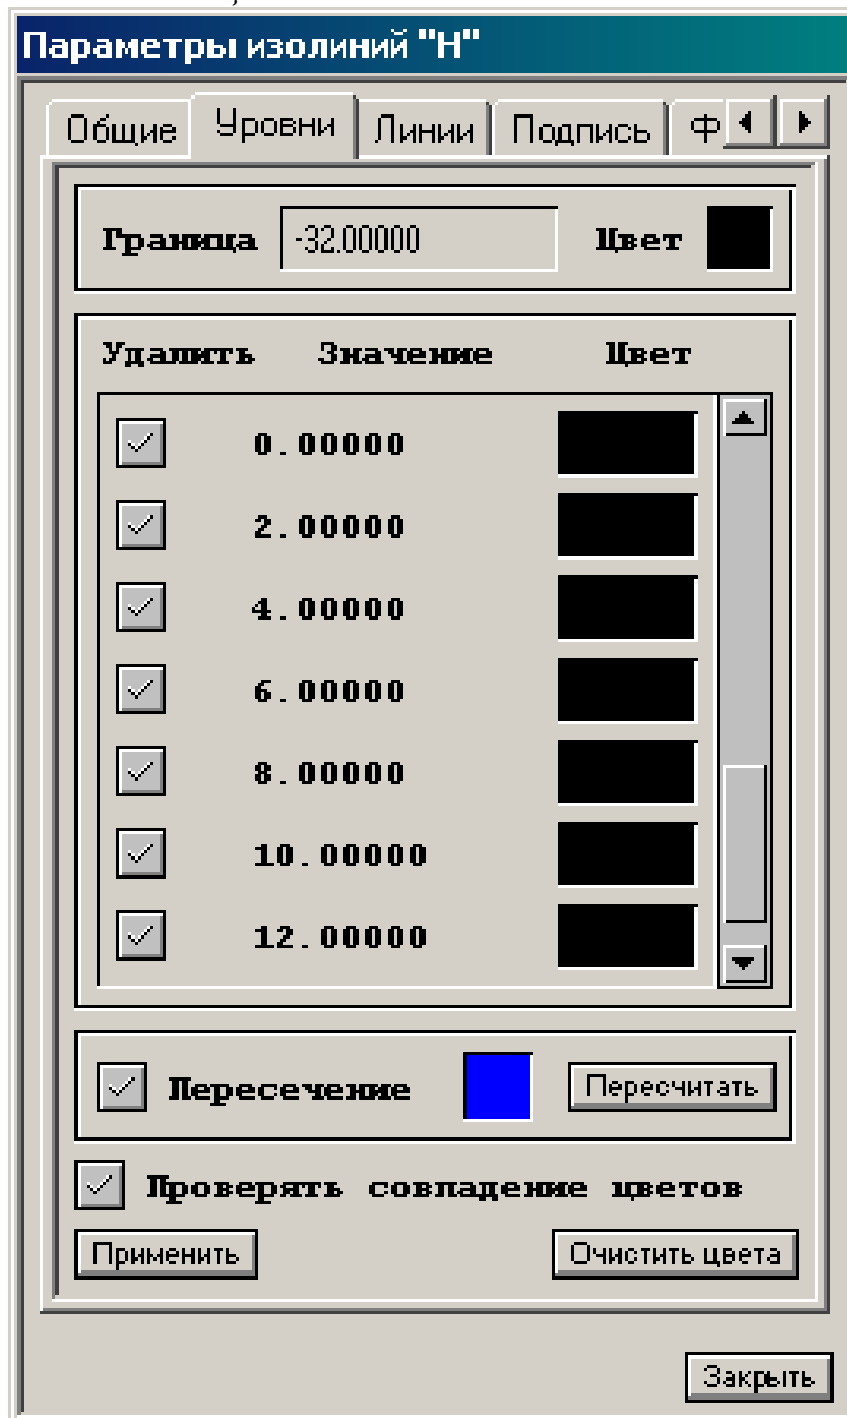 Параметры изолиний "Н"
Общие Уровни Линии Подпись Ф
Граница -32.00000 Цвет
Удалить Значение Цвет
0.00000
2.00000
4.00000
6.00000
8.00000
10.00000
12.00000
Пересечение Пересчитать
Проверять совпадение цветов
Применить Очистить цвета
Закрыть